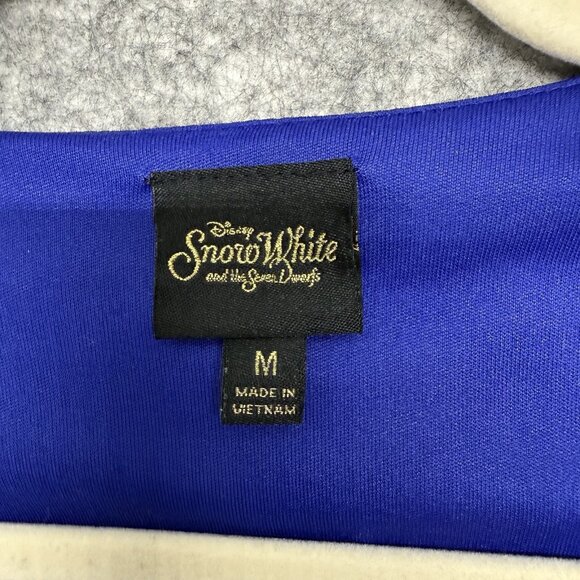 Disney
Snow White
and the Seven Dwarfs
M
MADE IN
VIETNAM